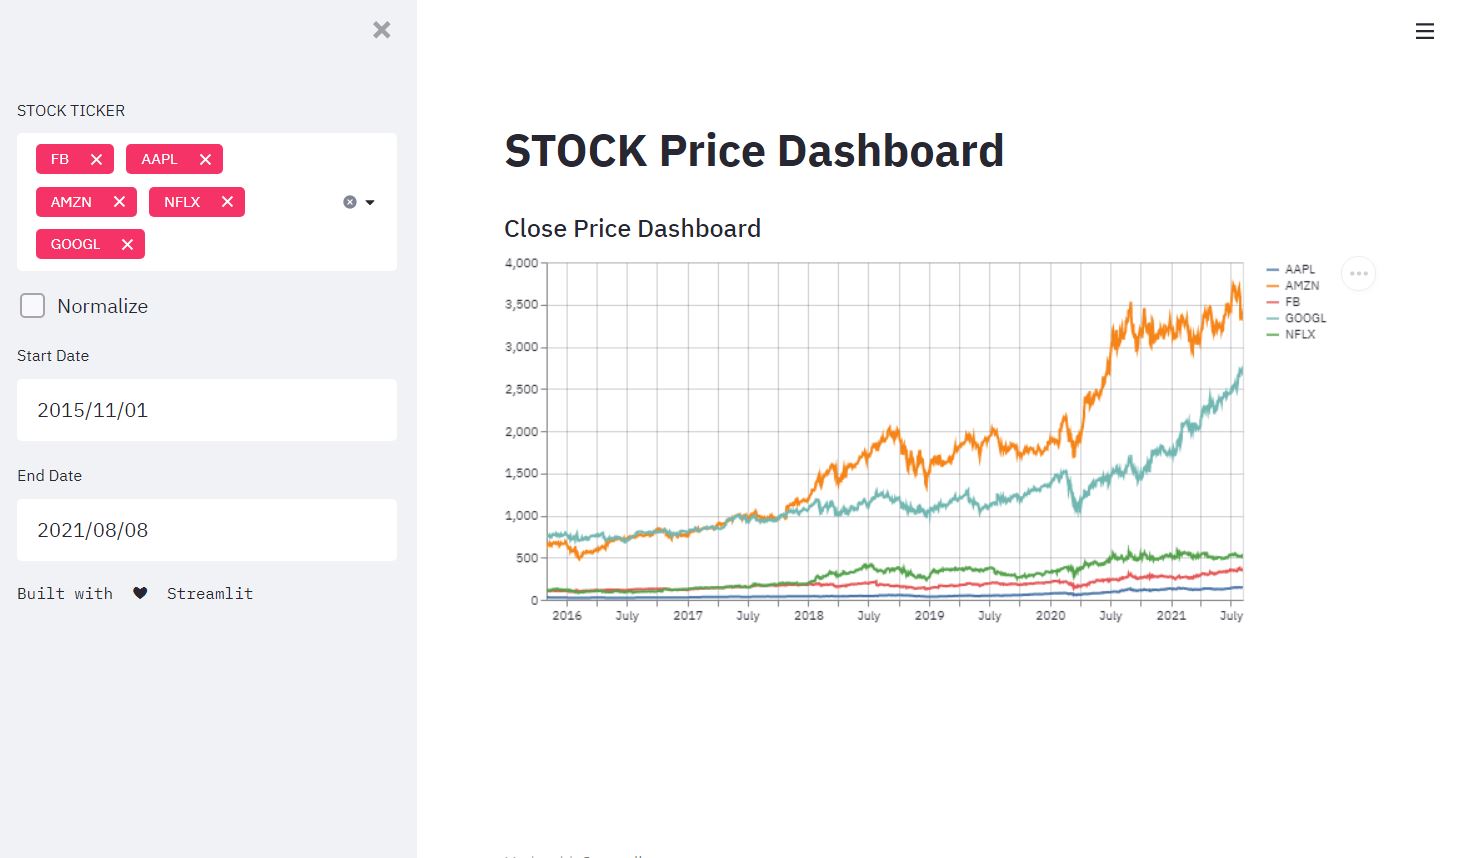 STOCK TICKER
FB
AAPL
AMZN
NFLX
GOOGL
Normalize
Start Date
2015/11/01
End Date
2021/08/08
Built with ♥ Streamlit
STOCK Price Dashboard
Close Price Dashboard
4,000
3,500
3,000
2,500
2,000
1,500
1,000
500
0
2016 July 2017 July 2018 July 2019 July 2020 July 2021 July
AAPL
AMZN
FB
GOOGL
NFLX